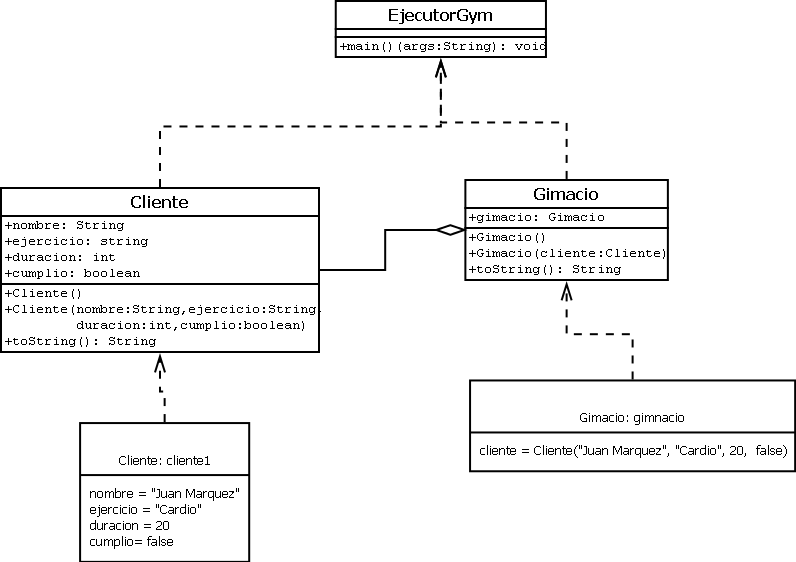 EjecutorGym
+main()(args:String): void
Cliente
+nombre: String
+ejercicio: string
+duracion: int
+cumplio: boolean
+Cliente()
+Cliente(nombre:String,ejercicio:String,
duracion:int,cumplio:boolean)
+toString(): String
Gimacio
+gimacio: Gimacio
+Gimacio()
+Gimacio(cliente:Cliente)
+toString(): String
Gimacio: gimnacio
cliente = Cliente("Juan Marquez", "Cardio", 20, false)
Cliente: cliente1
nombre = "Juan Marquez"
ejercicio = "Cardio"
duracion = 20
cumplio= false